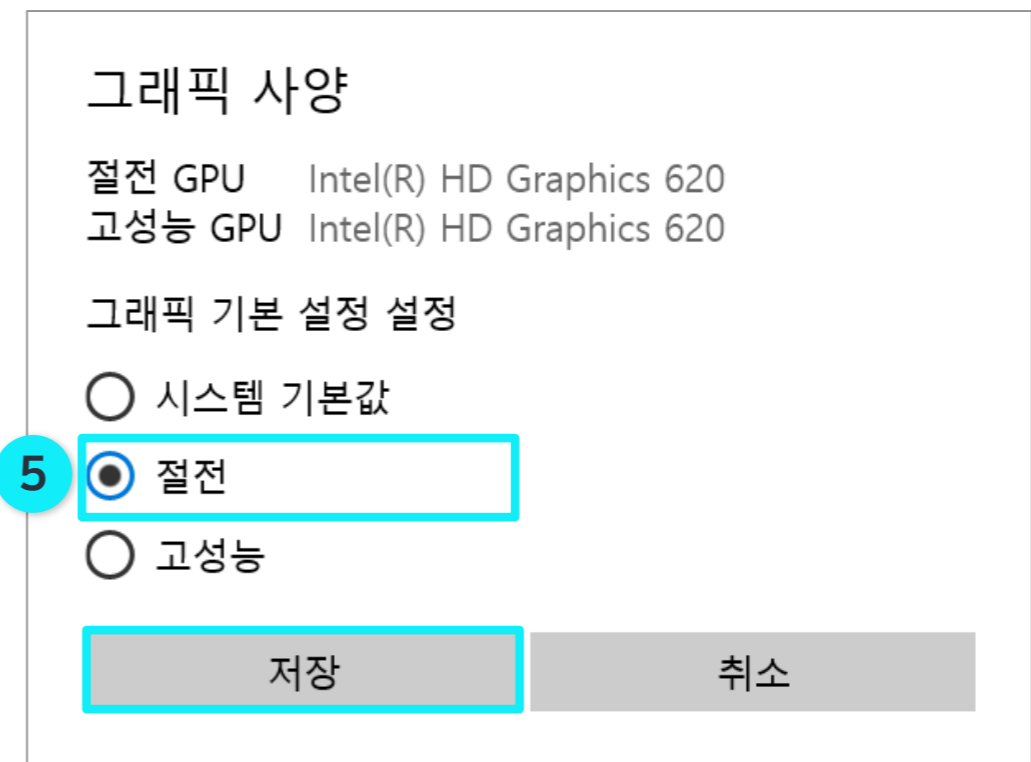 그래픽 사양
절전 GPU Intel(R) HD Graphics 620
고성능 GPU Intel(R) HD Graphics 620
그래픽 기본 설정 설정
시스템 기본값
5 절전
고성능
저장 취소